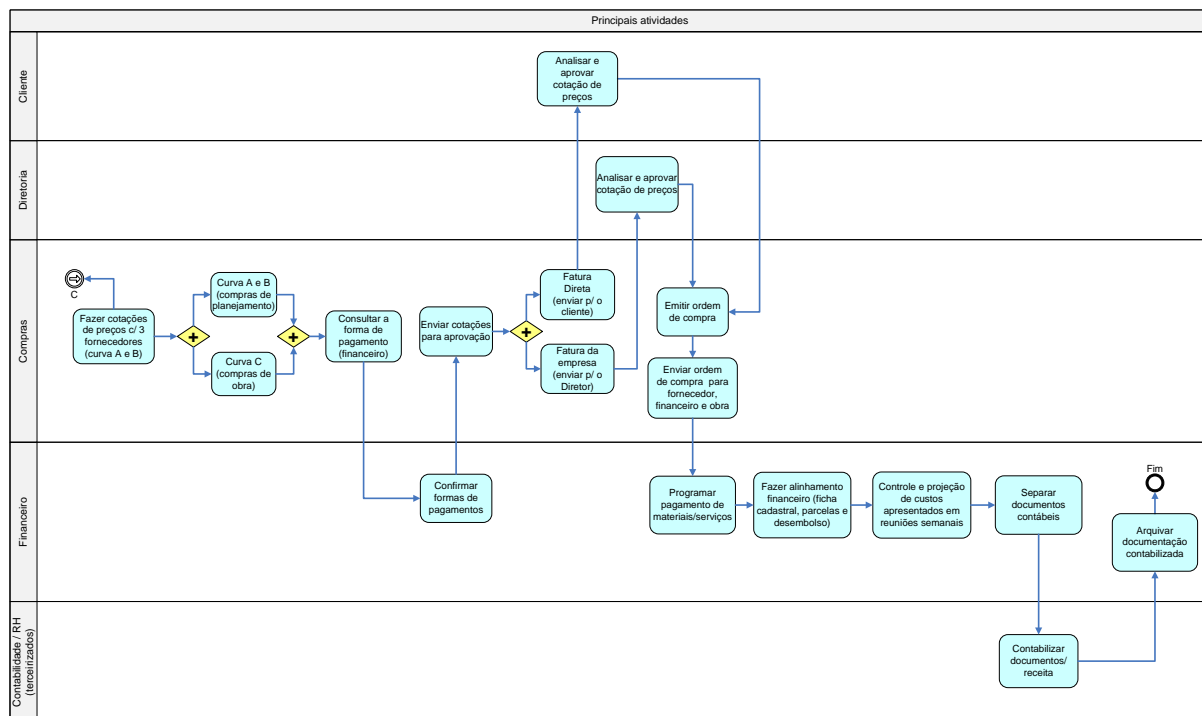 Principais atividades
Cliente
Analisar e
aprovar
cotação de
preços
Diretoria
Analisar e aprovar
cotação de preços
Compras
C
Fazer cotações
de preços c/ 3
fornecedores
(curva A e B)
Curva A e B
(compras de
planejamento)
Curva C
(compras de
obra)
Consultar a
forma de
pagamento
(financeiro)
Enviar cotações
para aprovação
Fatura
Direta
(enviar p/ o
cliente)
Fatura da
empresa
(enviar p/ o
Diretor)
Emitir ordem
de compra
Enviar ordem
de compra para
fornecedor,
financeiro e obra
Financeiro
Confirmar
formas de
pagamentos
Programar
pagamento de
materiais/serviços
Fazer alinhamento
financeiro (ficha
cadastral, parcelas e
desembolso)
Controle e projeção
de custos
apresentados em
reuniões semanais
Separar
documentos
contábeis
Fim
Arquivar
documentação
contabilizada
Contabilidade / RH
(terceirizados)
Contabilizar
documentos/
receita